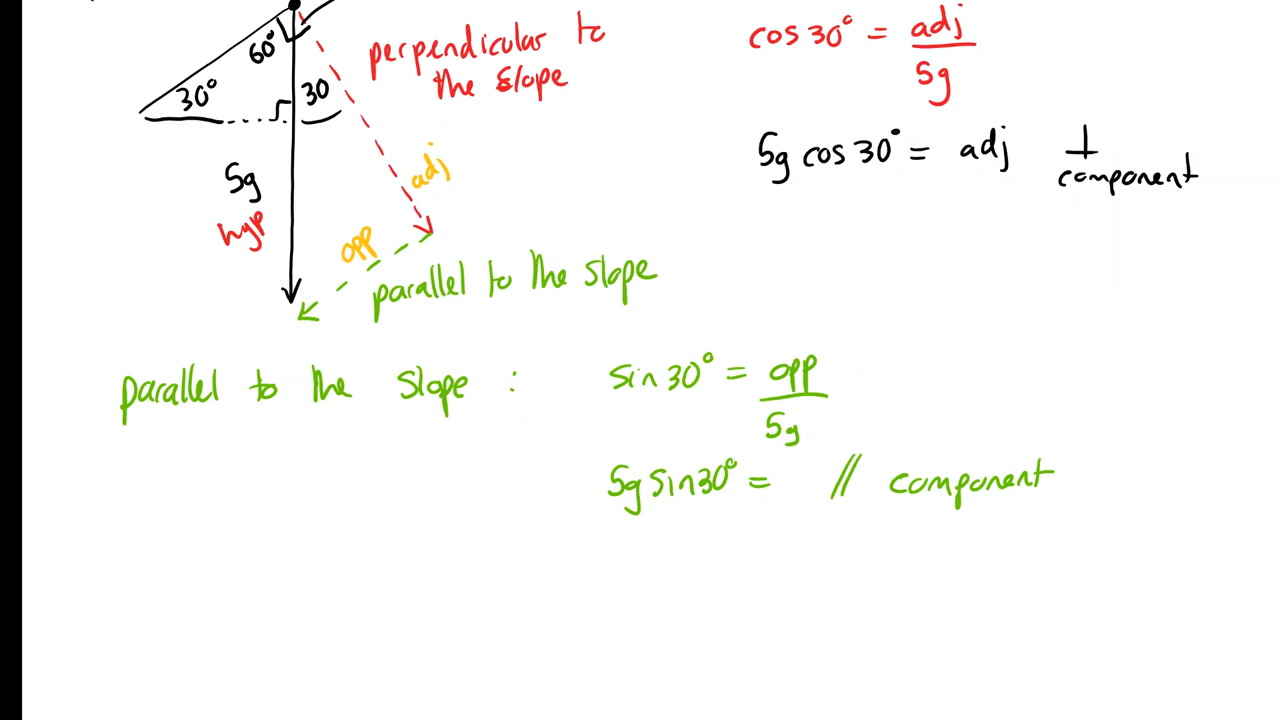 60°
30°
30
5g
hyp
perpendicular to
the slope
adj
opp
parallel to the slope
cos 30° = adj
5g
5g cos 30° = adj ⊥
component
parallel to the slope : sin 30° = opp
5g
5g sin 30° = // component